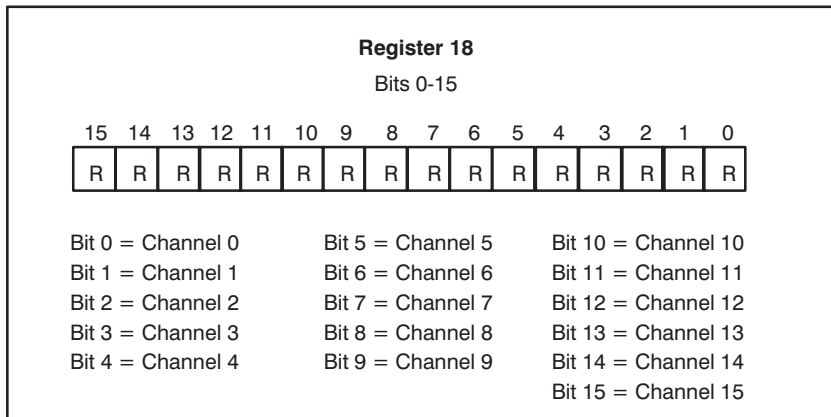 Register 18
Bits 0-15
15 14 13 12 11 10 9 8 7 6 5 4 3 2 1 0
R R R R R R R R R R R R R R R R
Bit 0 = Channel 0 Bit 5 = Channel 5 Bit 10 = Channel 10
Bit 1 = Channel 1 Bit 6 = Channel 6 Bit 11 = Channel 11
Bit 2 = Channel 2 Bit 7 = Channel 7 Bit 12 = Channel 12
Bit 3 = Channel 3 Bit 8 = Channel 8 Bit 13 = Channel 13
Bit 4 = Channel 4 Bit 9 = Channel 9 Bit 14 = Channel 14
Bit 15 = Channel 15